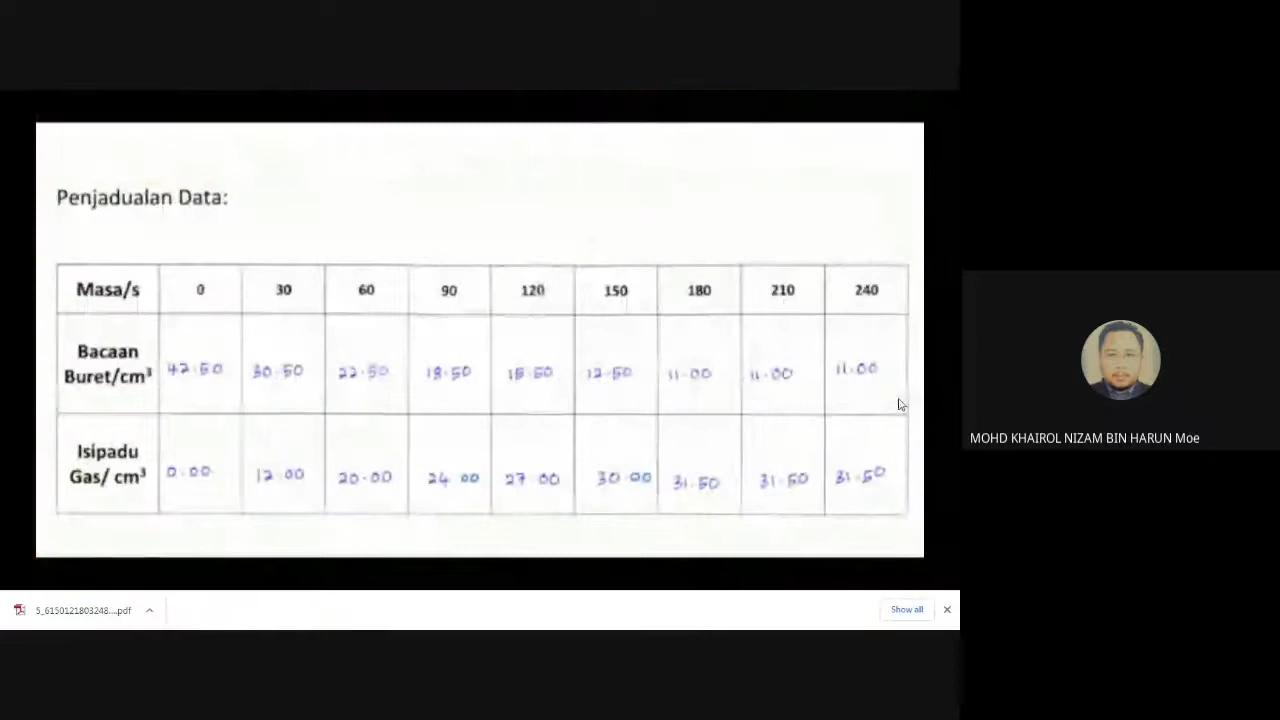 Penjadualan Data:
Masa/s 0 30 60 90 120 150 180 210 240
Bacaan Buret/cm³ 42.50 30.50 22.50 18.50 15.50 12.50 11.00 11.00 11.00
Isipadu Gas/ cm³ 0.00 12.00 20.00 24.00 27.00 30.00 31.50 31.50 31.50
MOHD KHAIROL NIZAM BIN HARUN Moe
5_6150121803248....pdf
Show all